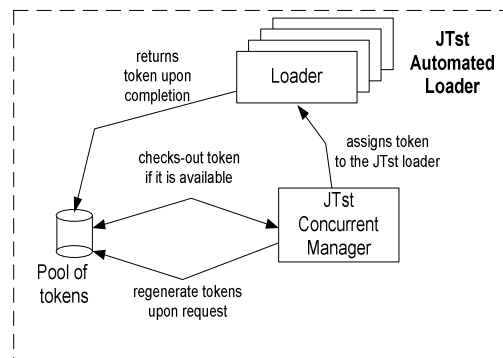 returns
token upon
completion
Loader
JTst
Automated
Loader
assigns token
to the JTst loader
checks-out token
if it is available
JTst
Concurrent
Manager
Pool of
tokens
regenerate tokens
upon request